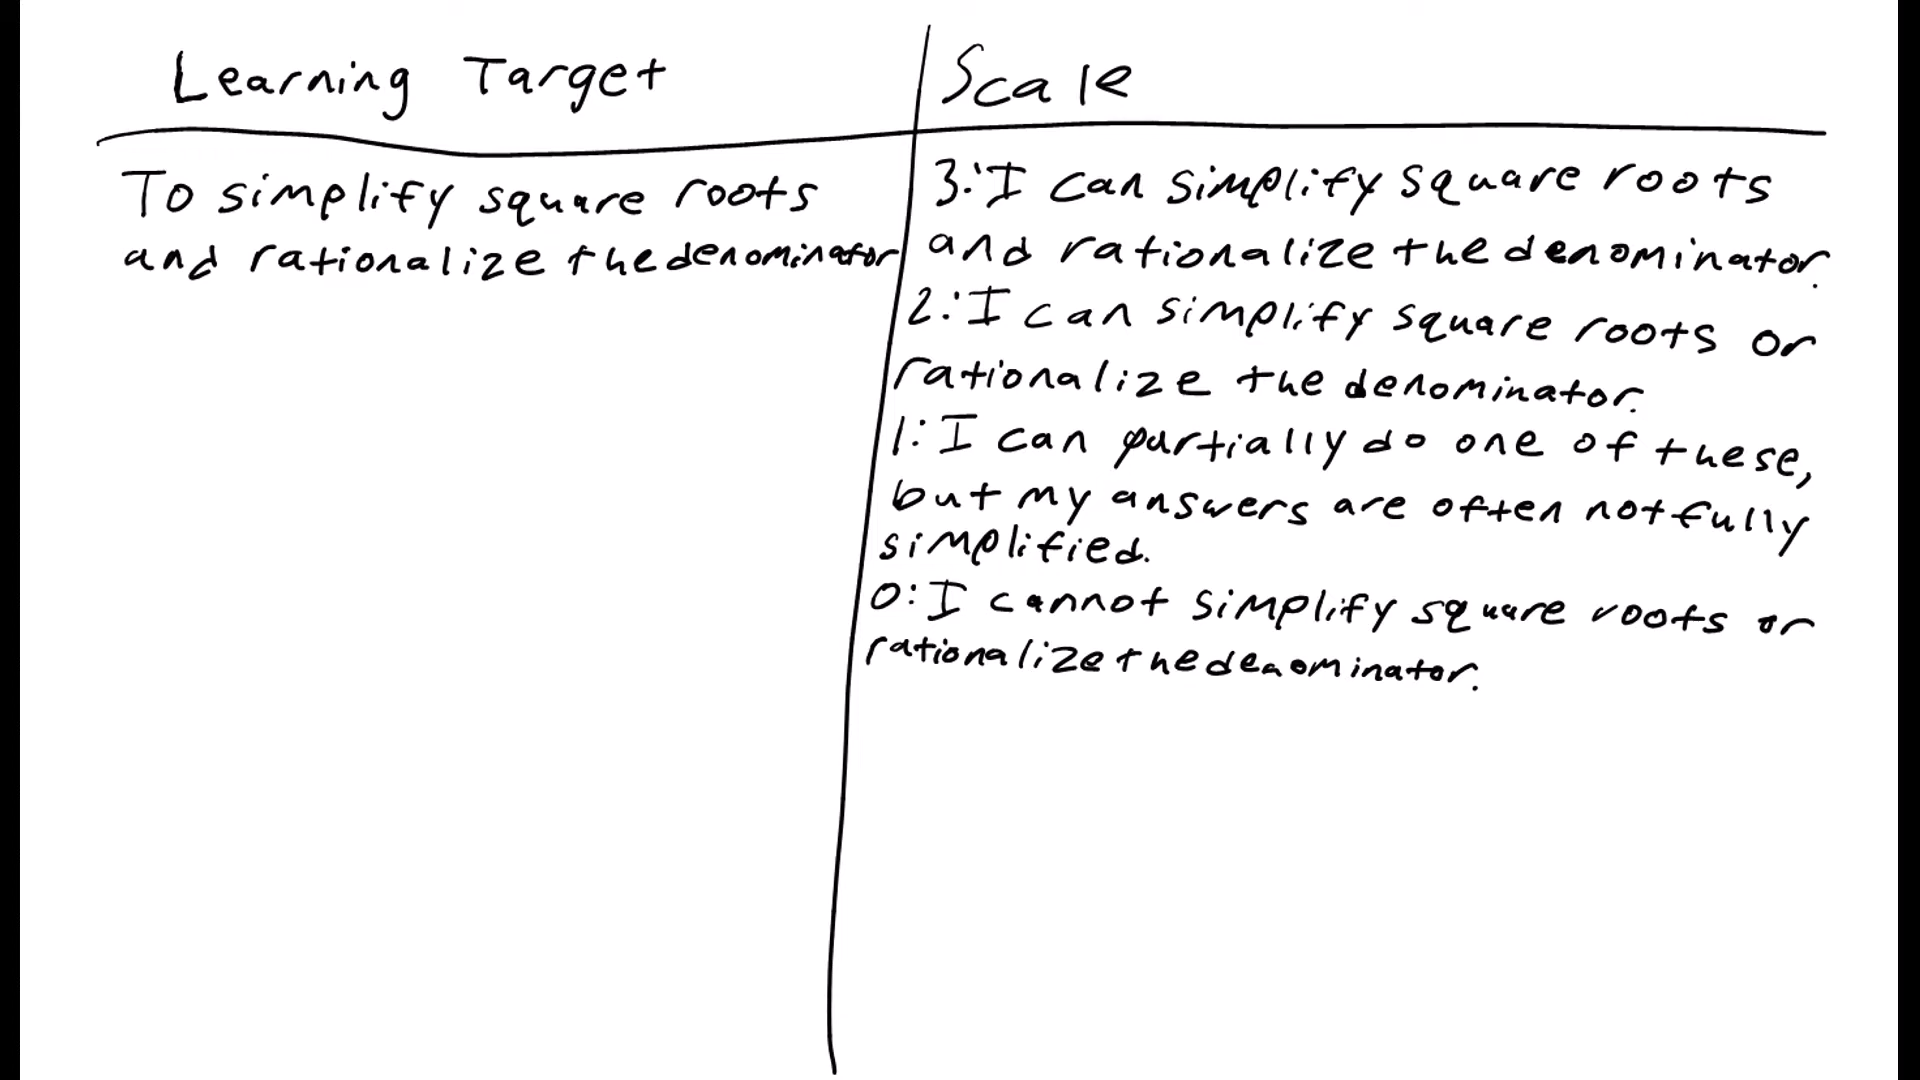 Learning Target
Scale
To simplify square roots
and rationalize the denominator
3: I can simplify square roots
and rationalize the denominator.
2: I can simplify square roots or
rationalize the denominator.
1: I can partially do one of these,
but my answers are often not fully
simplified.
0: I cannot simplify square roots or
rationalize the denominator.